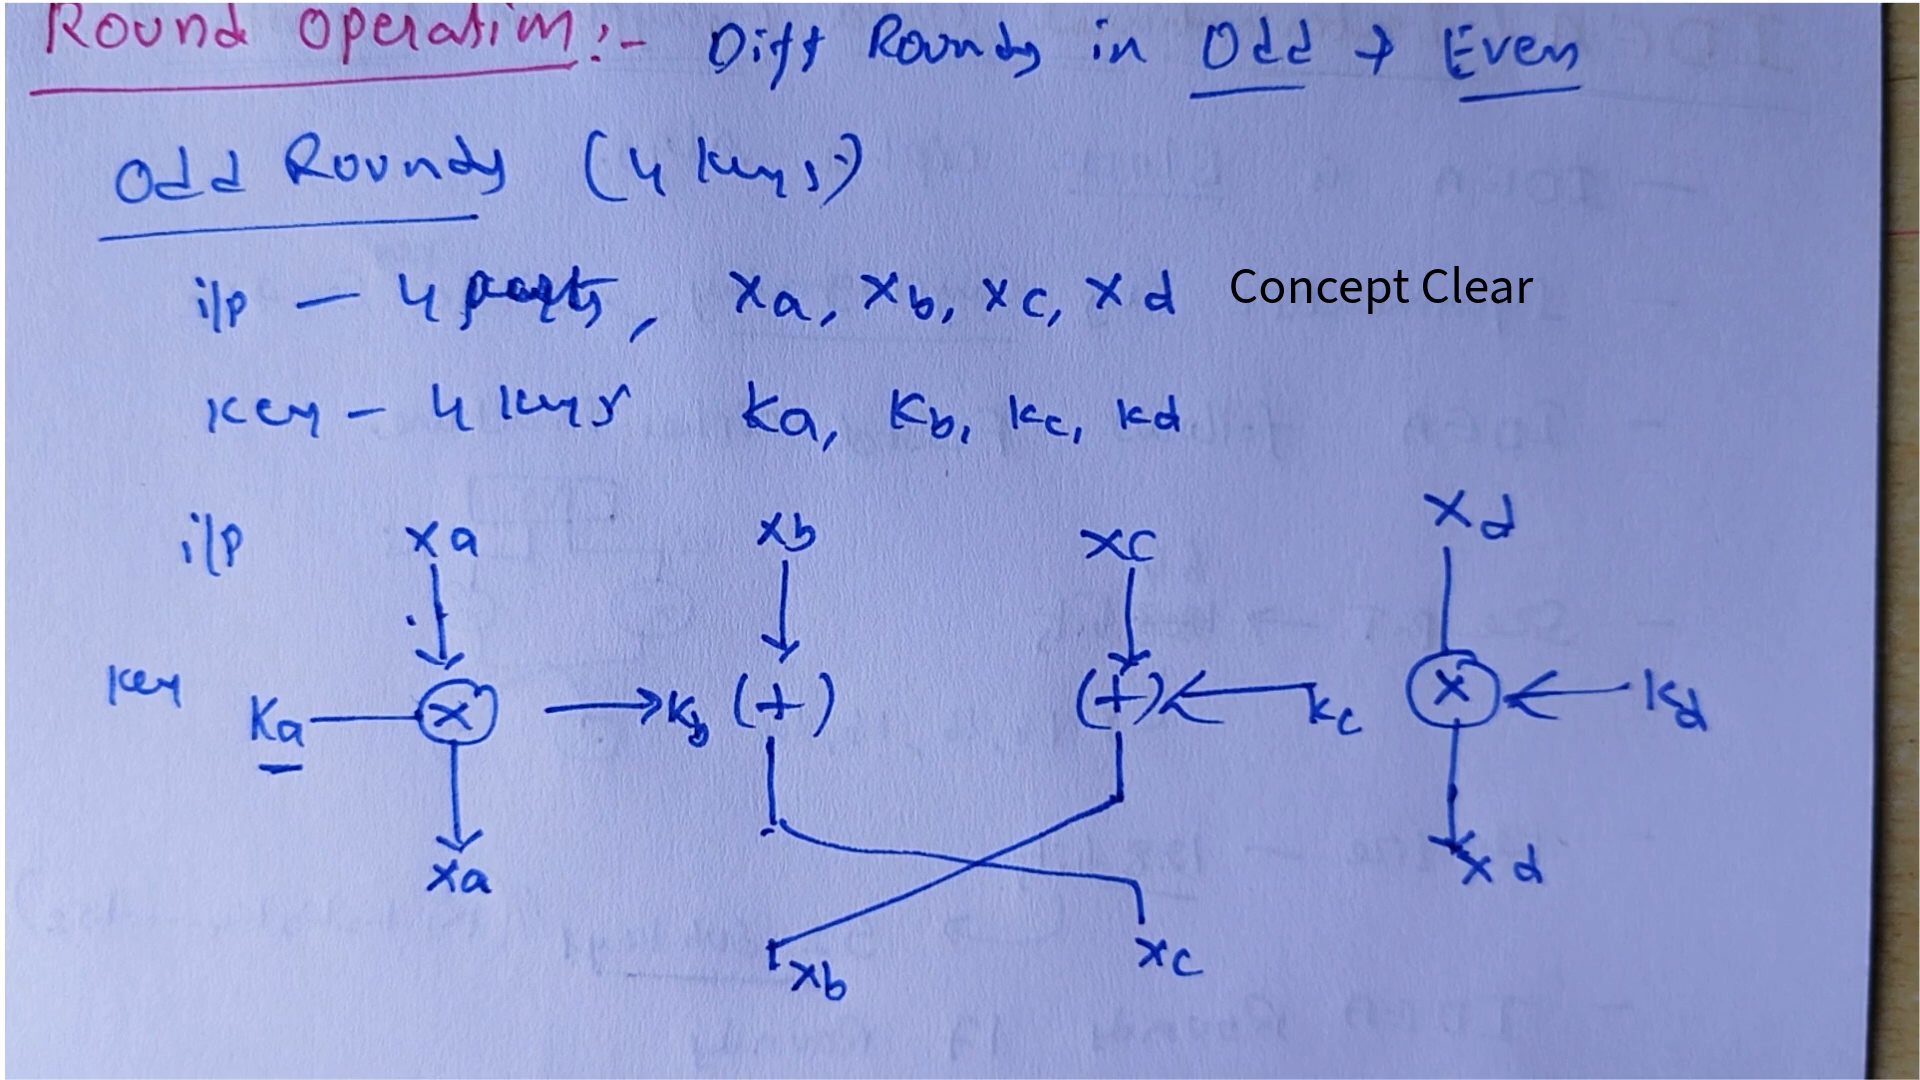 Round Operation:- Diff Rounds in Odd + Even
Odd Rounds (4 keys)
i/p - 4 parts, Xa, Xb, Xc, Xd Concept Clear
Key - 4 keys Ka, Kb, Kc, Kd
i/p Xa Xb Xc Xd
Key Ka X Kb (+) (+) Kc X Kd
Xa Xd
Xb Xc